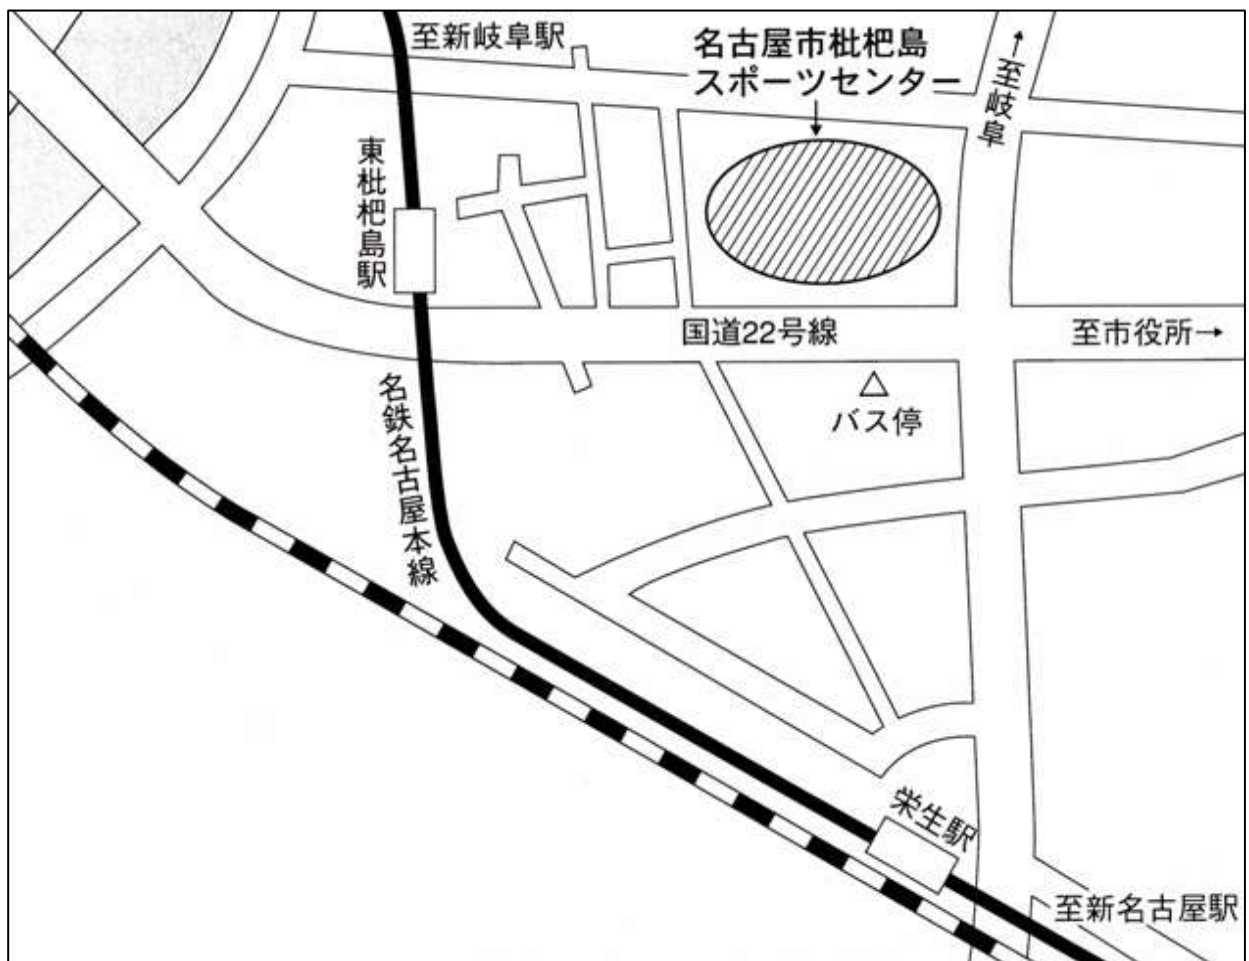 至新岐阜駅
名古屋市枇杷島
スポーツセンター
↑至岐阜
東枇杷島駅
国道22号線
至市役所→
バス停
名鉄名古屋本線
栄生駅
至新名古屋駅